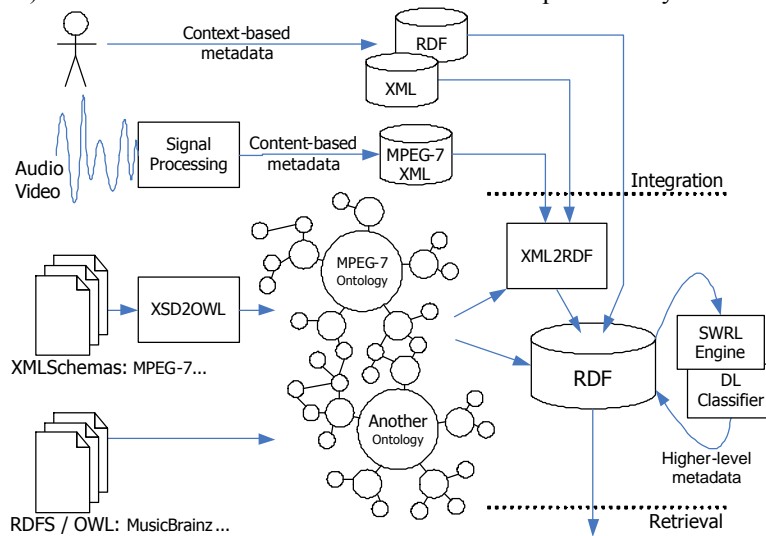 Context-based
metadata
RDF
XML
Signal
Processing
Content-based
metadata
MPEG-7
XML
Audio
Video
Integration
MPEG-7
Ontology
XML2RDF
XSD2OWL
XMLSchemas: MPEG-7...
RDF
SWRL
Engine
DL
Classifier
Another
Ontology
Higher-level
metadata
RDFS / OWL: MusicBrainz ...
Retrieval